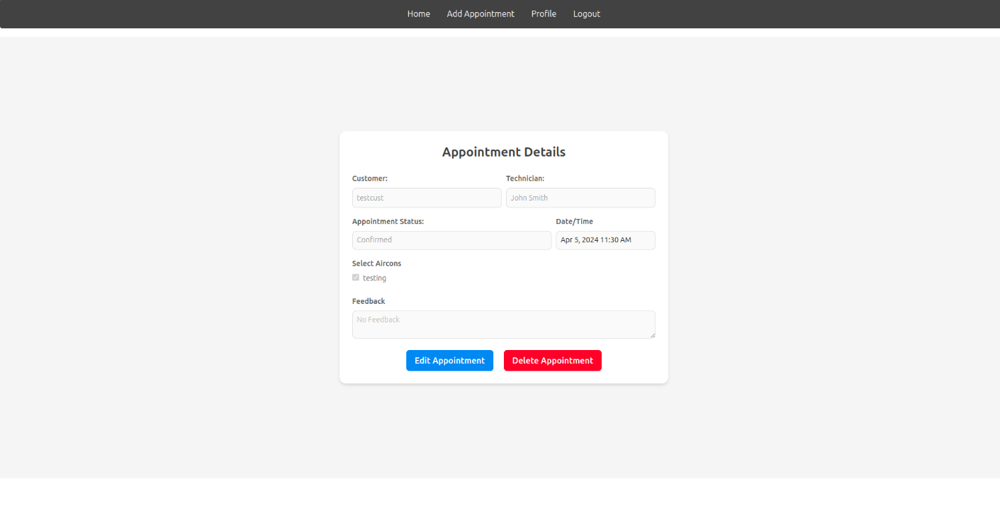 Home Add Appointment Profile Logout
Appointment Details
Customer: Technician:
testcust John Smith
Appointment Status: Date/Time
Confirmed Apr 5, 2024 11:30 AM
Select Aircons
testing
Feedback
No Feedback
Edit Appointment Delete Appointment